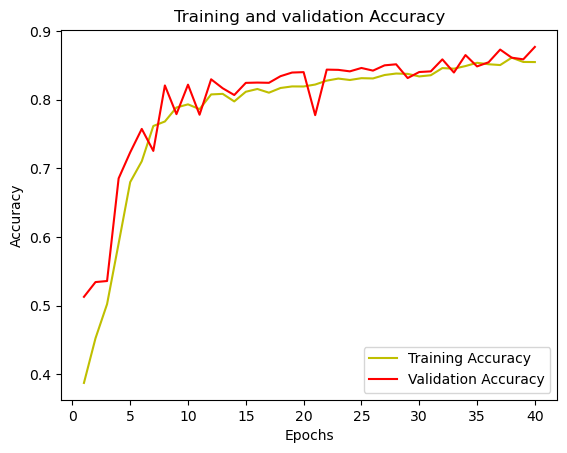 Training and validation Accuracy
0.9
0.8
0.7
0.6
0.5
0.4
Accuracy
0 5 10 15 20 25 30 35 40
Epochs
Training Accuracy
Validation Accuracy